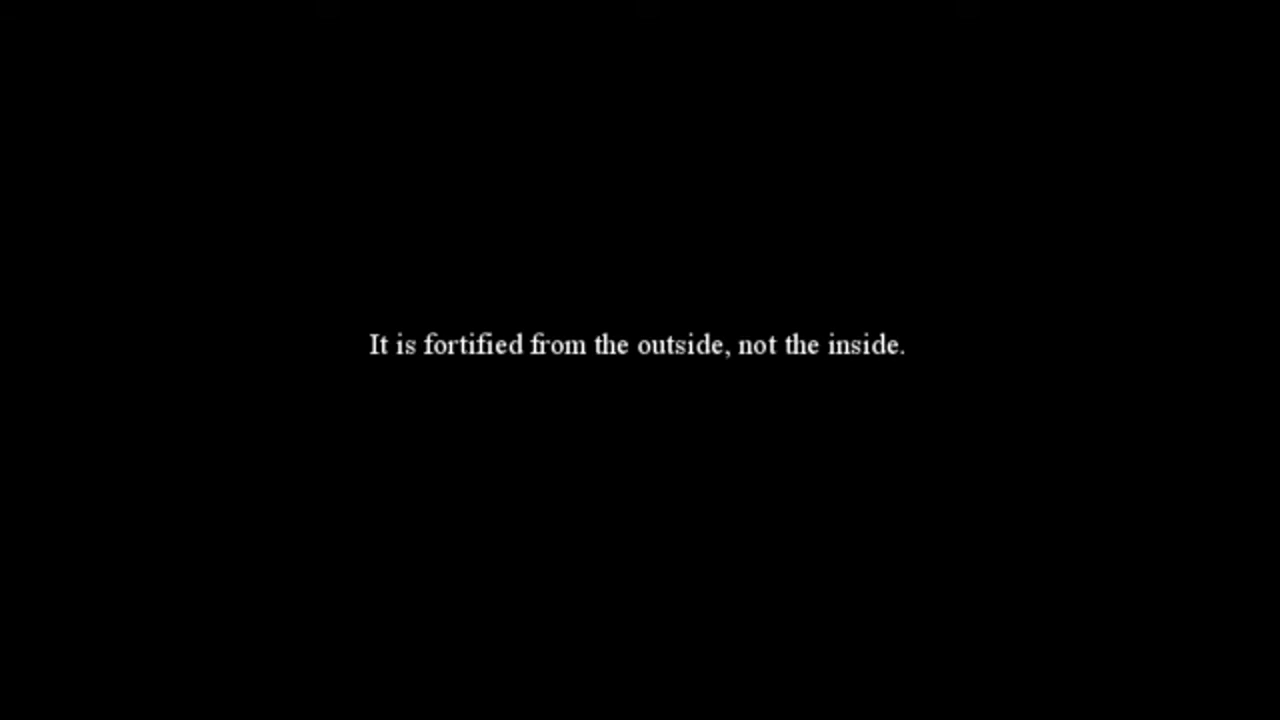 It is fortified from the outside, not the inside.